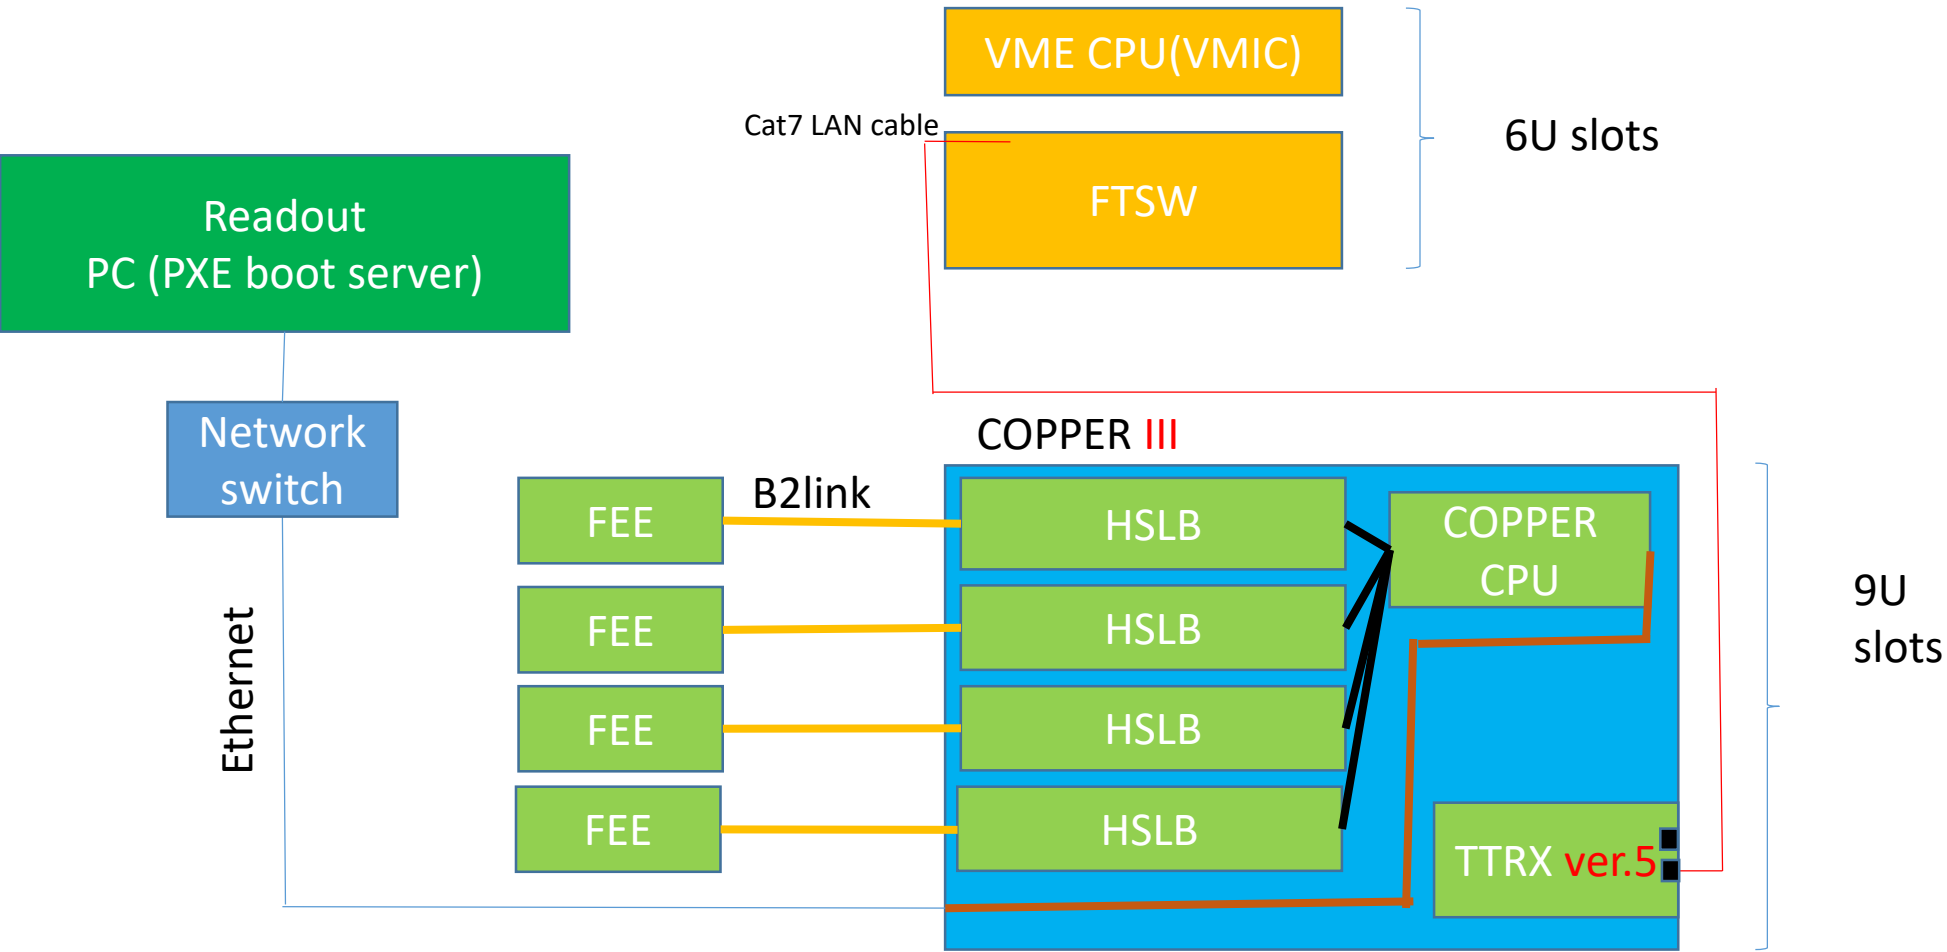 VME CPU(VMIC)
Cat7 LAN cable
6U slots
FTSW
Readout
PC (PXE boot server)
Network
switch
COPPER III
B2link
FEE
HSLB
COPPER
CPU
FEE
HSLB
9U
slots
Ethernet
FEE
HSLB
FEE
HSLB
TTRX ver.5